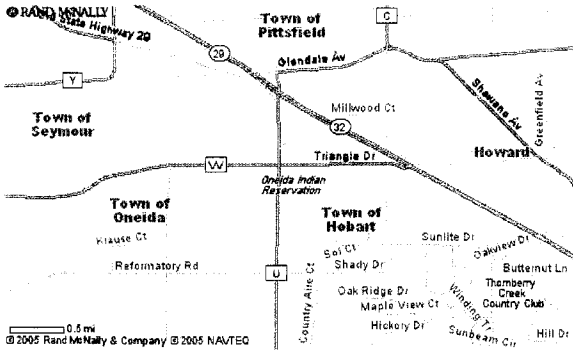 © RAND McNALLY
State Highway 29
Town of
Pittsfield
C
29
Glendale Av
Y
Millwood Ct
Shawano Av
Greenfield Av
Town of
Seymour
32
Howard
VV
Triangle Dr
Oneida Indian
Reservation
Town of
Oneida
Town of
Hobart
Krause Ct
Sol Ct
Sunlite Dr
Oakview Dr
Reformatory Rd
U
Country Aire Ct
Shady Dr
Butternut Ln
Oak Ridge Dr
Maple View Ct
Winding Tr
Thornberry
Creek
Country Club
Hickory Dr
Sunbeam Cir
Hill Dr
0.5 mi
© 2005 Rand McNally & Company © 2005 NAVTEQ